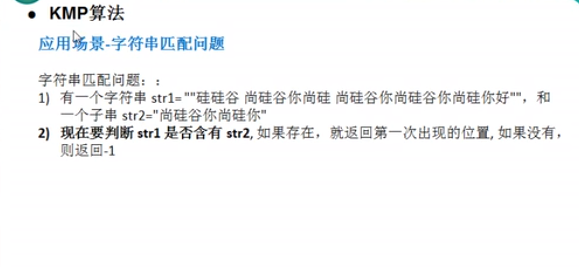 ● KMP算法
应用场景-字符串匹配问题
字符串匹配问题：:
1) 有一个字符串 str1= ""硅硅谷 尚硅谷你尚硅 尚硅谷你尚硅谷你尚硅你好""，和
一个子串 str2="尚硅谷你尚硅你"
2) 现在要判断 str1 是否含有 str2, 如果存在，就返回第一次出现的位置, 如果没有，
则返回-1